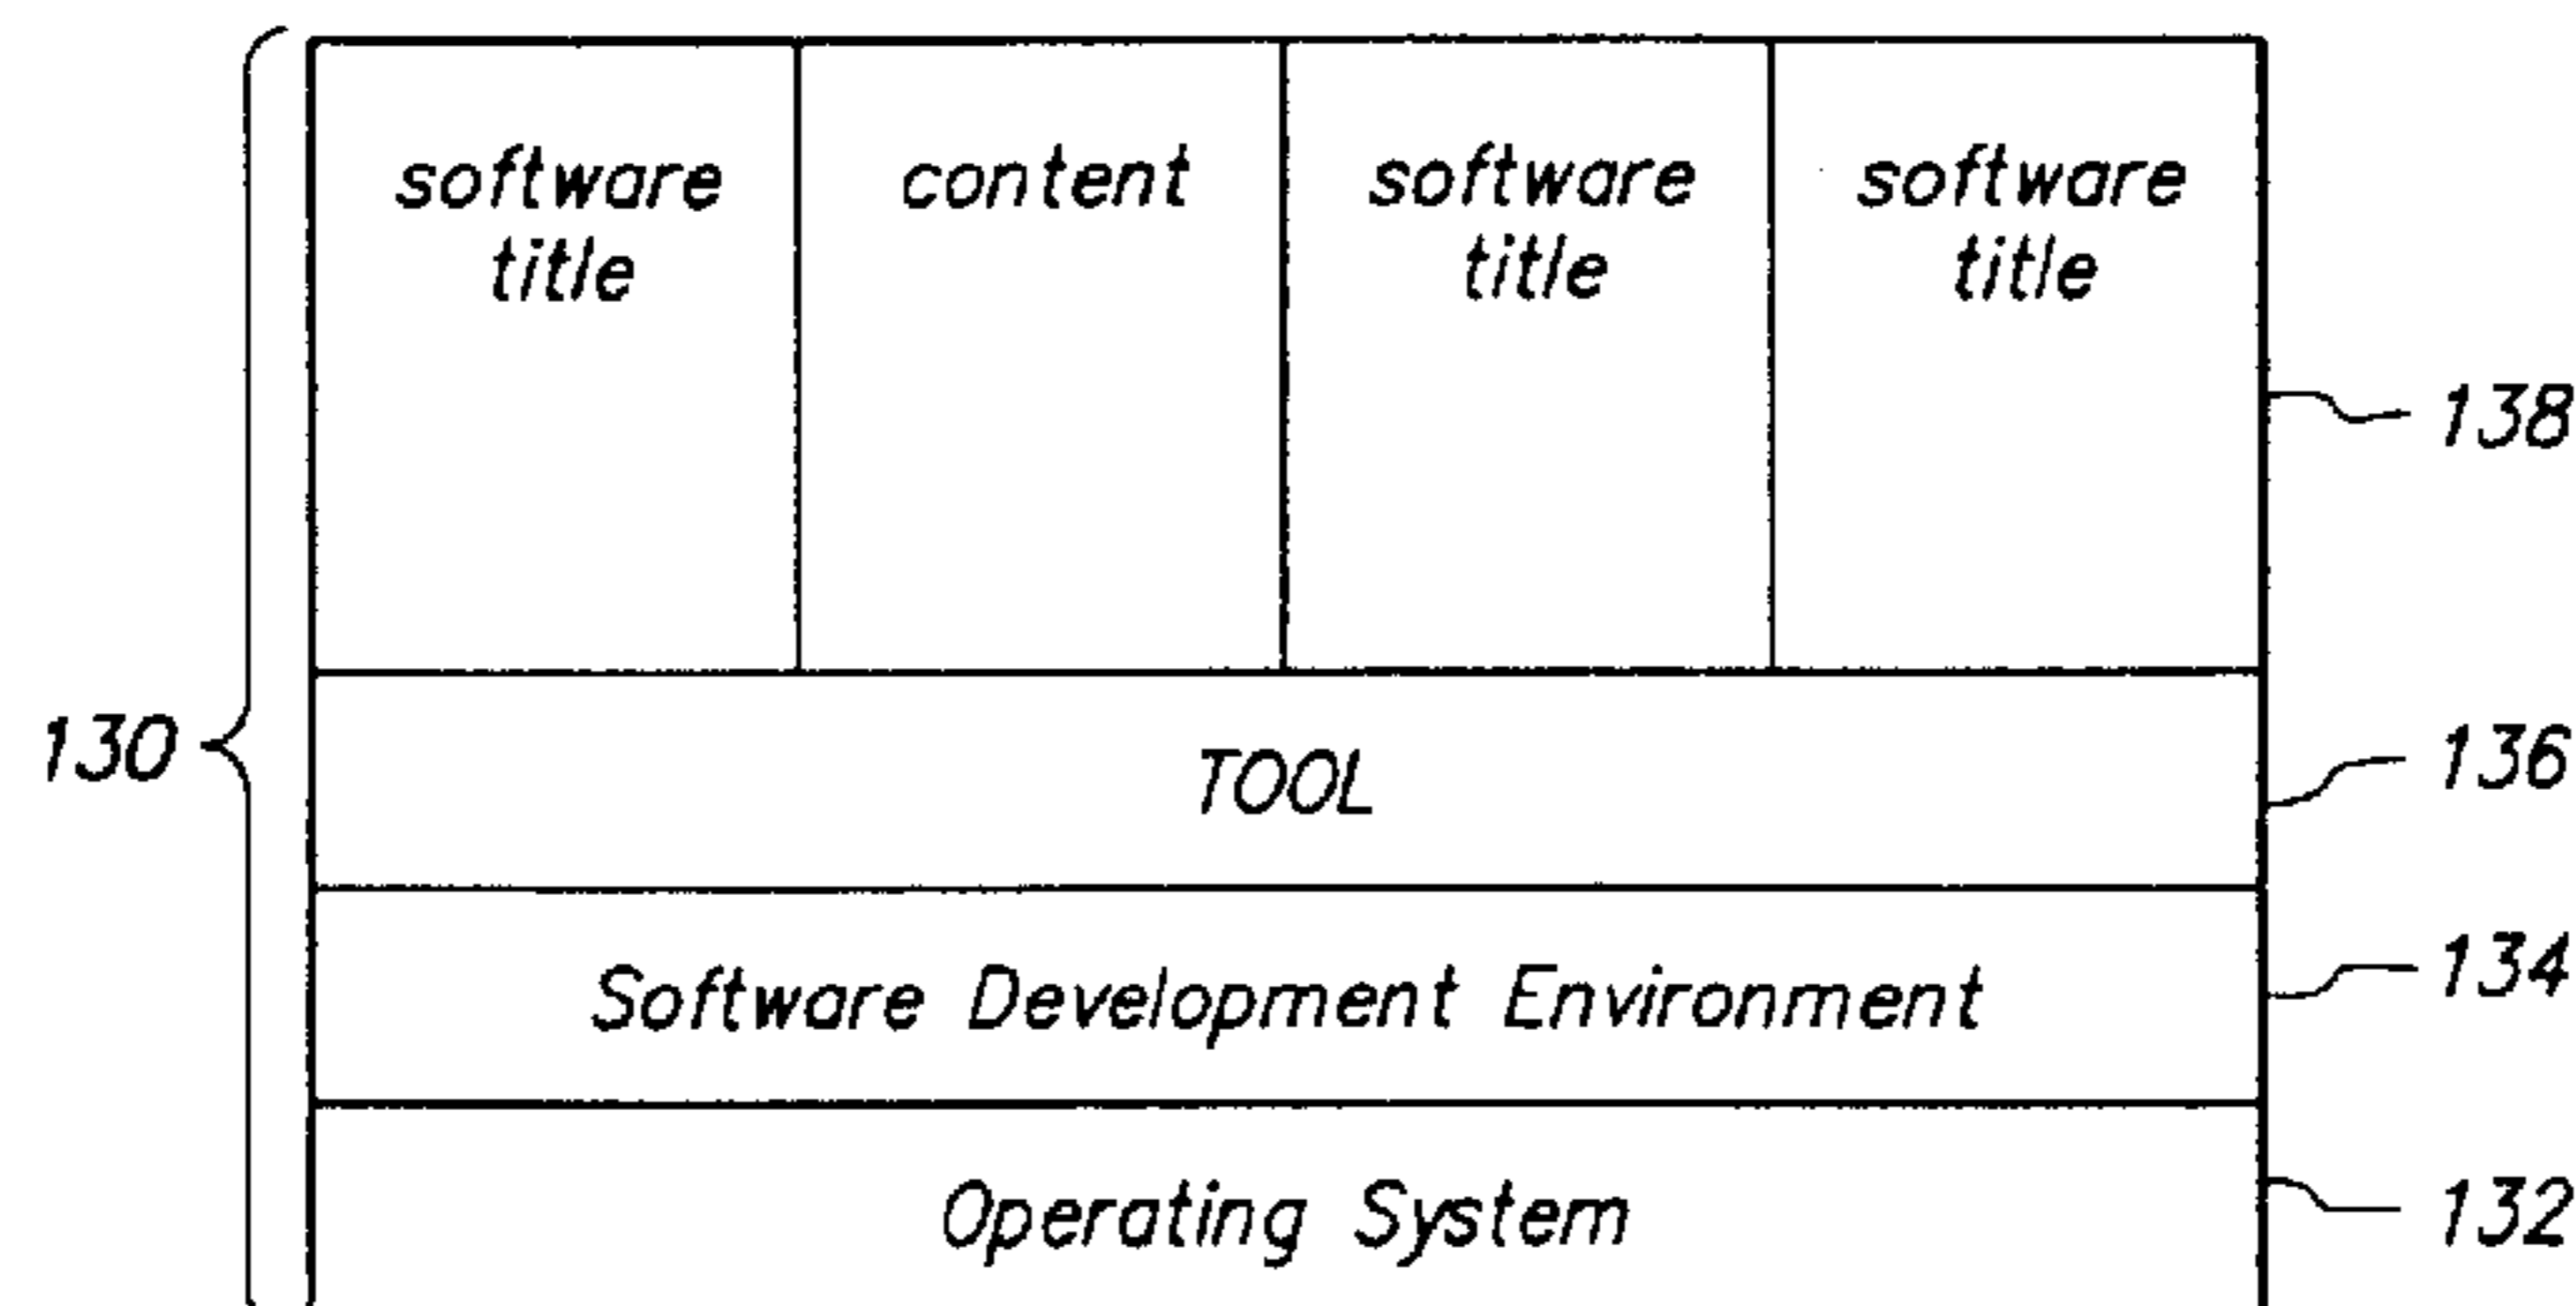 software title
content
software title
software title
138
130
TOOL
136
Software Development Environment
134
Operating System
132